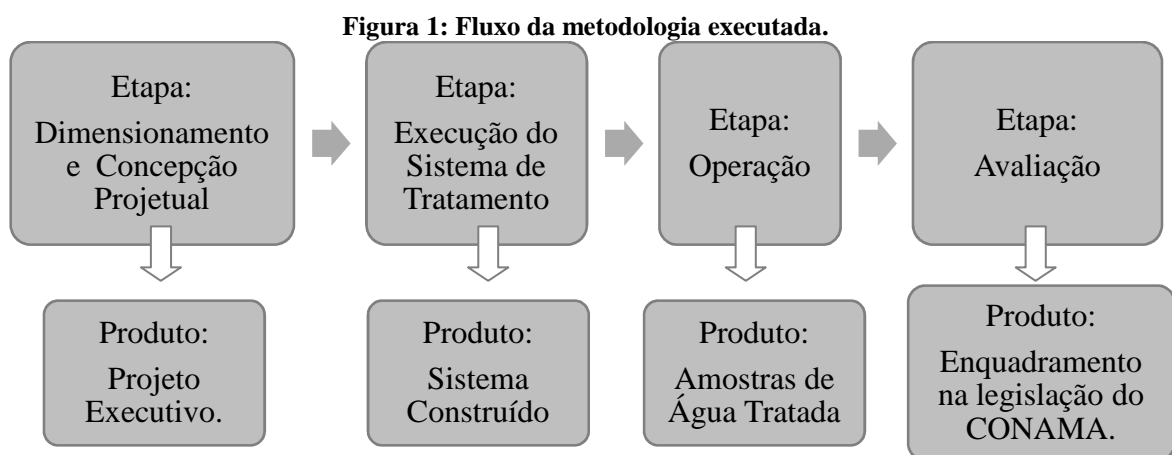 Figura 1: Fluxo da metodologia executada.
Etapa:
Dimensionamento
e Concepção
Projetual
Etapa:
Execução do
Sistema de
Tratamento
Etapa:
Operação
Etapa:
Avaliação
Produto:
Projeto
Executivo.
Produto:
Sistema
Construído
Produto:
Amostras de
Água Tratada
Produto:
Enquadramento
na legislação do
CONAMA.